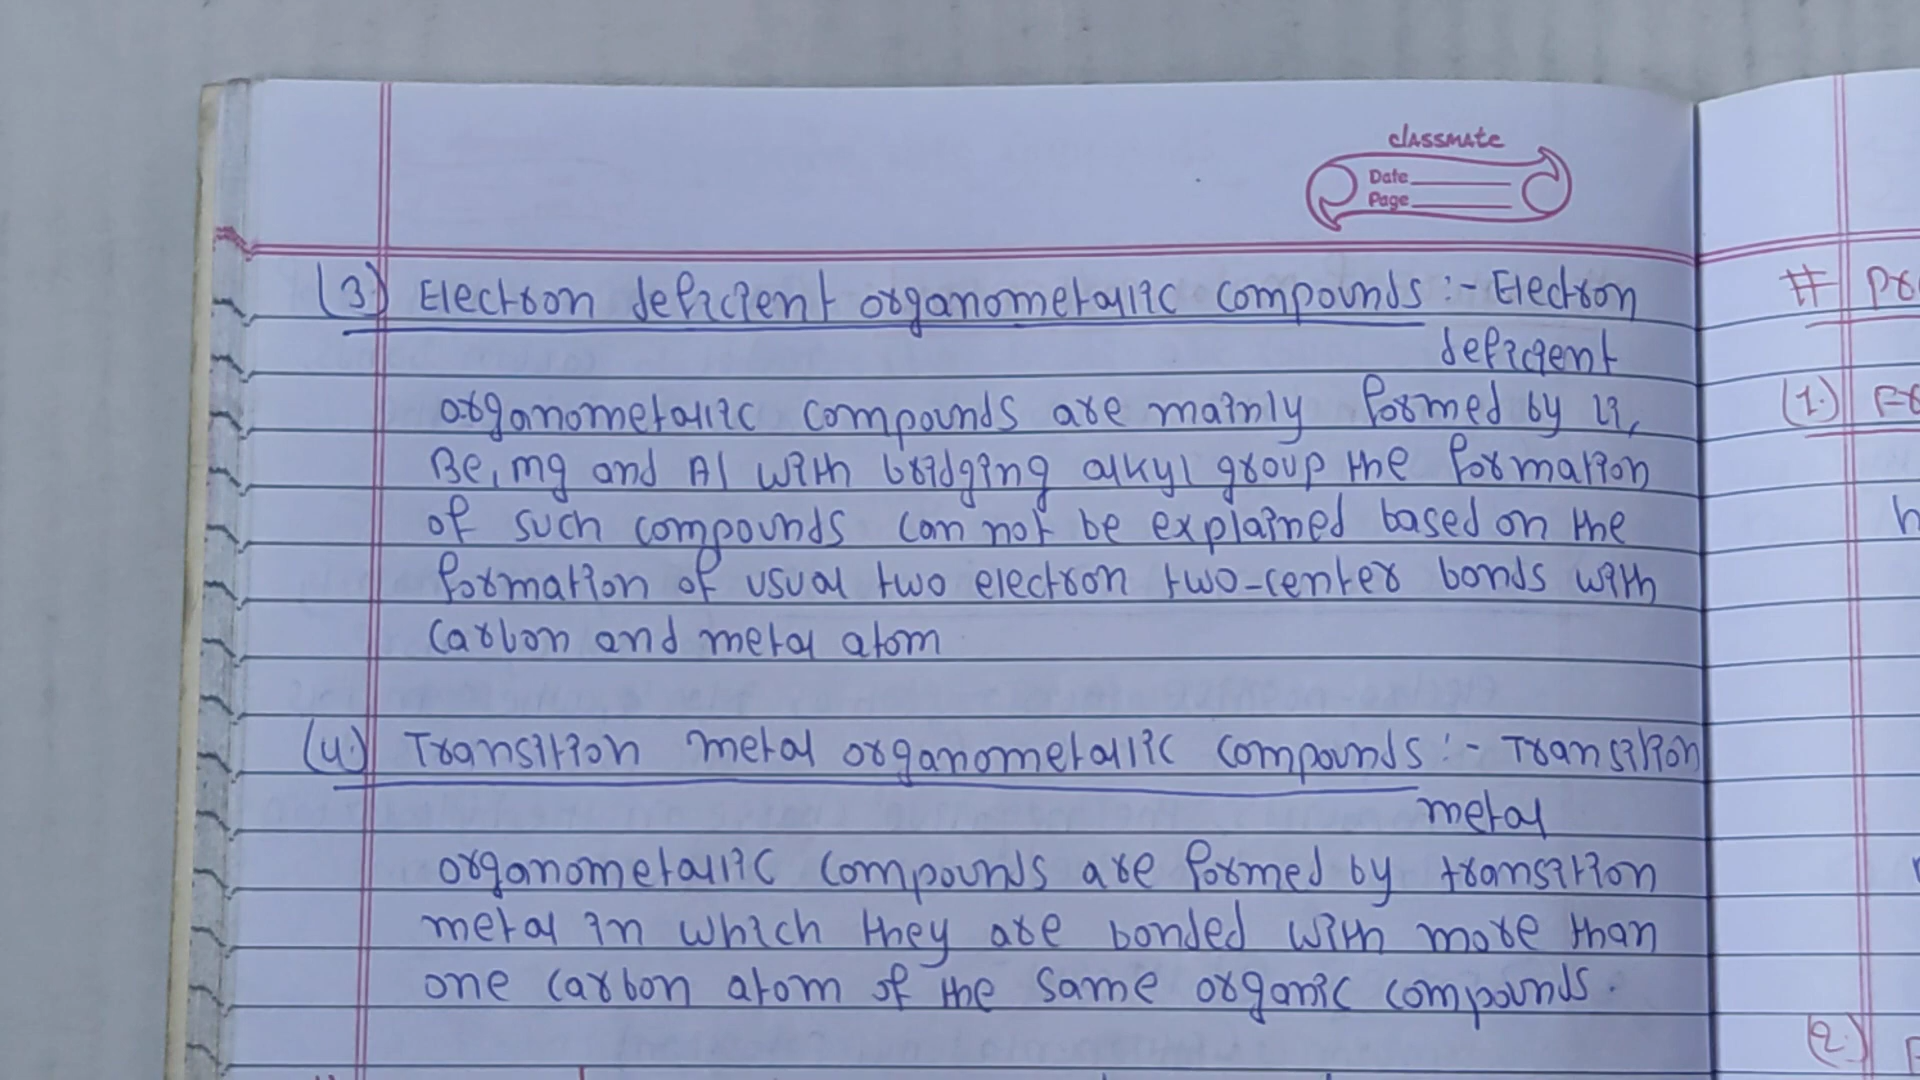 classmate
Date
Page
(3.) Electron deficient organometallic compounds :- Electron
deficient
organometallic compounds are mainly formed by Li,
Be, mg and Al with bridging alkyl group the formation
of such compounds can not be explained based on the
formation of usual two electron two-center bonds with
carbon and metal atom
(4.) Transition metal organometallic compounds :- Transition
metal
organometallic compounds are formed by transition
metal in which they are bonded with more than
one carbon atom of the same organic compounds.
#
(1.)
(2.)